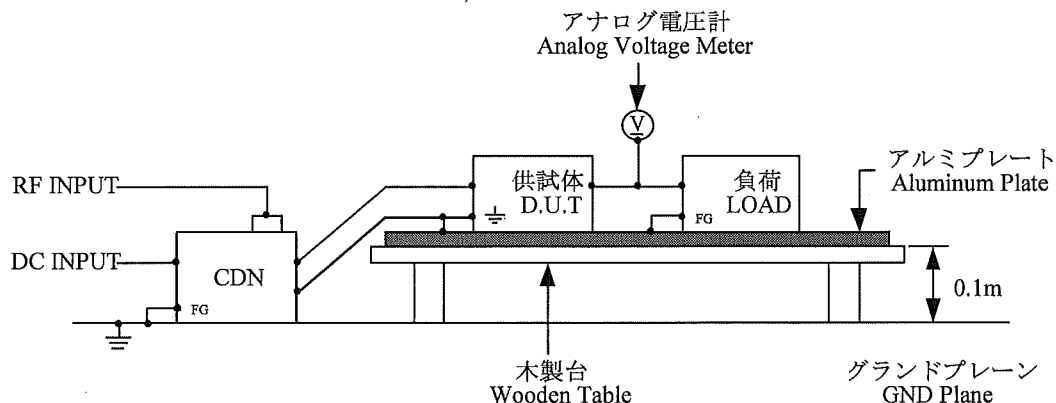 アナログ電圧計
Analog Voltage Meter
V
アルミプレート
Aluminum Plate
RF INPUT
供試体
D.U.T
負荷
LOAD
FG
DC INPUT
CDN
FG
0.1m
木製台
Wooden Table
グランドプレーン
GND Plane